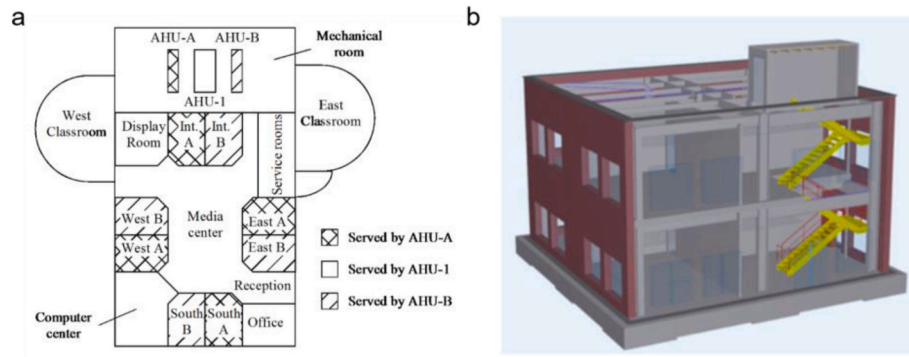 a
b
AHU-A
AHU-B
Mechanical
room
AHU-1
West
Classroom
East
Classroom
Display
Room
Int.
A
Int.
B
Service rooms
West B
Media
center
East A
West A
East B
Served by AHU-A
Served by AHU-1
Served by AHU-B
Reception
Computer
center
South
B
South
A
Office